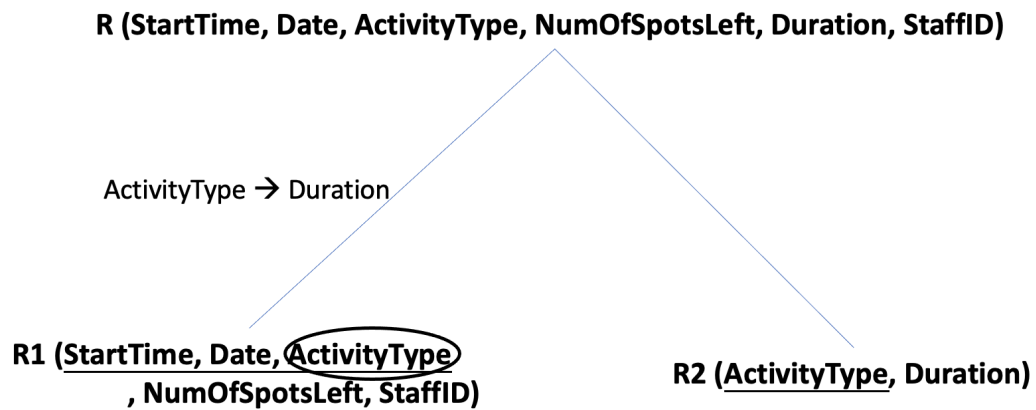 R (StartTime, Date, ActivityType, NumOfSpotsLeft, Duration, StaffID)
ActivityType → Duration
R1 (StartTime, Date, ActivityType
, NumOfSpotsLeft, StaffID)
R2 (ActivityType, Duration)